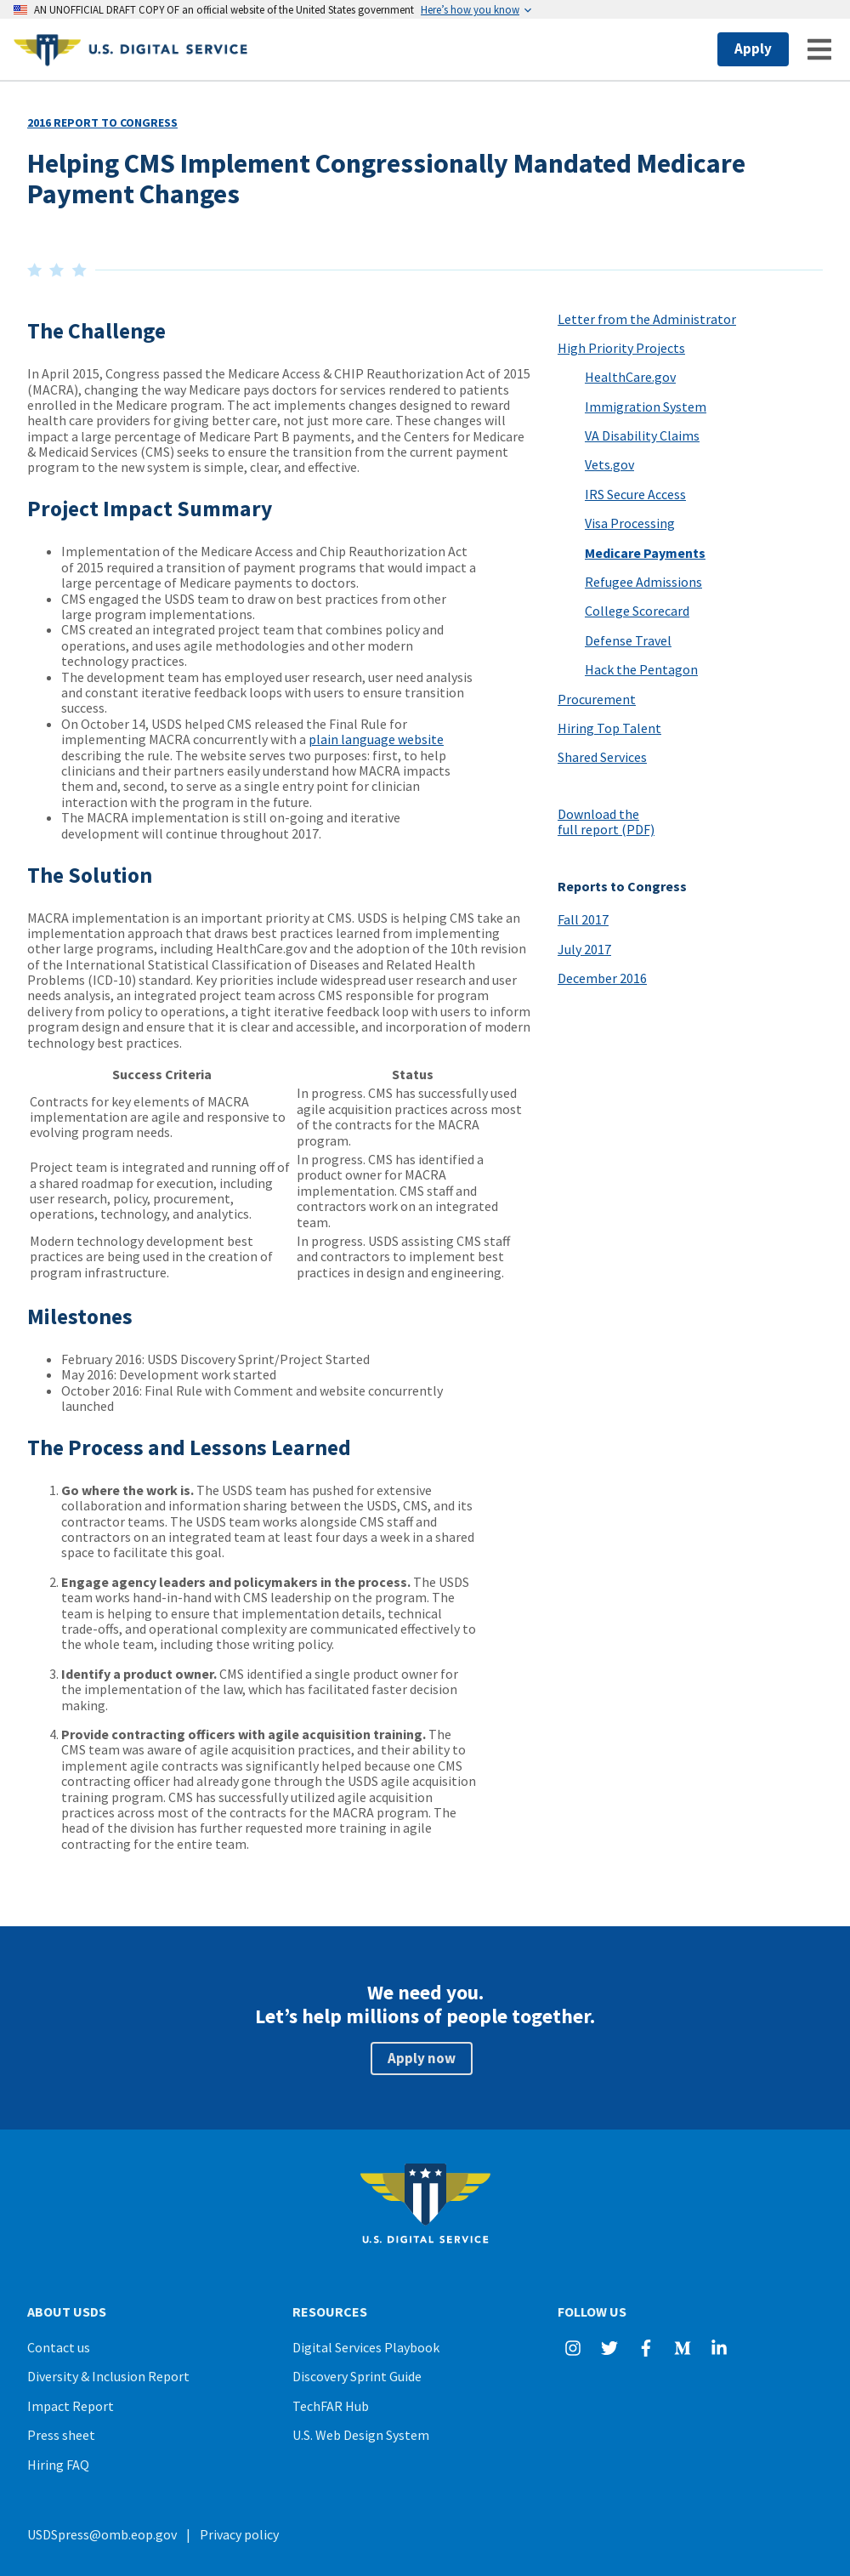 AN UNOFFICIAL DRAFT COPY OF an official website of the United States government Here's how you know
U.S. DIGITAL SERVICE
Apply
2016 REPORT TO CONGRESS
Helping CMS Implement Congressionally Mandated Medicare
Payment Changes
The Challenge
In April 2015, Congress passed the Medicare Access & CHIP Reauthorization Act of 2015
(MACRA), changing the way Medicare pays doctors for services rendered to patients
enrolled in the Medicare program. The act implements changes designed to reward
health care providers for giving better care, not just more care. These changes will
impact a large percentage of Medicare Part B payments, and the Centers for Medicare
& Medicaid Services (CMS) seeks to ensure the transition from the current payment
program to the new system is simple, clear, and effective.
Project Impact Summary
• Implementation of the Medicare Access and Chip Reauthorization Act
of 2015 required a transition of payment programs that would impact a
large percentage of Medicare payments to doctors.
• CMS engaged the USDS team to draw on best practices from other
large program implementations.
• CMS created an integrated project team that combines policy and
operations, and uses agile methodologies and other modern
technology practices.
• The development team has employed user research, user need analysis
and constant iterative feedback loops with users to ensure transition
success.
• On October 14, USDS helped CMS released the Final Rule for
implementing MACRA concurrently with a plain language website
describing the rule. The website serves two purposes: first, to help
clinicians and their partners easily understand how MACRA impacts
them and, second, to serve as a single entry point for clinician
interaction with the program in the future.
• The MACRA implementation is still on-going and iterative
development will continue throughout 2017.
The Solution
MACRA implementation is an important priority at CMS. USDS is helping CMS take an
implementation approach that draws best practices learned from implementing
other large programs, including HealthCare.gov and the adoption of the 10th revision
of the International Statistical Classification of Diseases and Related Health
Problems (ICD-10) standard. Key priorities include widespread user research and user
needs analysis, an integrated project team across CMS responsible for program
delivery from policy to operations, a tight iterative feedback loop with users to inform
program design and ensure that it is clear and accessible, and incorporation of modern
technology best practices.
Success Criteria Status
Contracts for key elements of MACRA
implementation are agile and responsive to
evolving program needs.
In progress. CMS has successfully used
agile acquisition practices across most
of the contracts for the MACRA
program.
Project team is integrated and running off of
a shared roadmap for execution, including
user research, policy, procurement,
operations, technology, and analytics.
In progress. CMS has identified a
product owner for MACRA
implementation. CMS staff and
contractors work on an integrated
team.
Modern technology development best
practices are being used in the creation of
program infrastructure.
In progress. USDS assisting CMS staff
and contractors to implement best
practices in design and engineering.
Milestones
• February 2016: USDS Discovery Sprint/Project Started
• May 2016: Development work started
• October 2016: Final Rule with Comment and website concurrently
launched
The Process and Lessons Learned
1. Go where the work is. The USDS team has pushed for extensive
collaboration and information sharing between the USDS, CMS, and its
contractor teams. The USDS team works alongside CMS staff and
contractors on an integrated team at least four days a week in a shared
space to facilitate this goal.
2. Engage agency leaders and policymakers in the process. The USDS
team works hand-in-hand with CMS leadership on the program. The
team is helping to ensure that implementation details, technical
trade-offs, and operational complexity are communicated effectively to
the whole team, including those writing policy.
3. Identify a product owner. CMS identified a single product owner for
the implementation of the law, which has facilitated faster decision
making.
4. Provide contracting officers with agile acquisition training. The
CMS team was aware of agile acquisition practices, and their ability to
implement agile contracts was significantly helped because one CMS
contracting officer had already gone through the USDS agile acquisition
training program. CMS has successfully utilized agile acquisition
practices across most of the contracts for the MACRA program. The
head of the division has further requested more training in agile
contracting for the entire team.
Letter from the Administrator
High Priority Projects
HealthCare.gov
Immigration System
VA Disability Claims
Vets.gov
IRS Secure Access
Visa Processing
Medicare Payments
Refugee Admissions
College Scorecard
Defense Travel
Hack the Pentagon
Procurement
Hiring Top Talent
Shared Services
Download the
full report (PDF)
Reports to Congress
Fall 2017
July 2017
December 2016
We need you.
Let’s help millions of people together.
Apply now
U.S. DIGITAL SERVICE
ABOUT USDS
Contact us
Diversity & Inclusion Report
Impact Report
Press sheet
Hiring FAQ
RESOURCES
Digital Services Playbook
Discovery Sprint Guide
TechFAR Hub
U.S. Web Design System
FOLLOW US
USDSpress@omb.eop.gov | Privacy policy